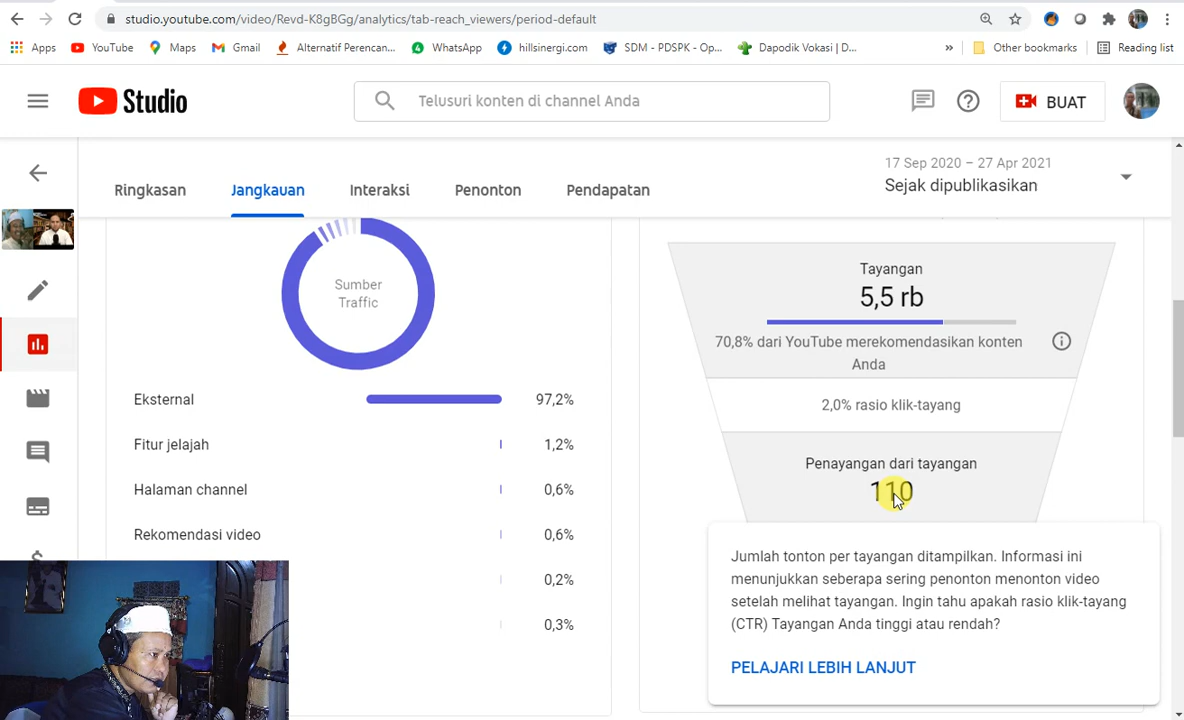 studio.youtube.com/video/Revd-K8gBGg/analytics/tab-reach_viewers/period-default
Apps YouTube Maps Gmail Alternatif Perencan... WhatsApp hillsinergi.com SDM - PDSPK - Op... Dapodik Vokasi | D... » Other bookmarks Reading list
Studio
Telusuri konten di channel Anda
BUAT
Ringkasan Jangkauan Interaksi Penonton Pendapatan
17 Sep 2020 – 27 Apr 2021
Sejak dipublikasikan
Sumber
Traffic
Eksternal 97,2%
Fitur jelajah 1,2%
Halaman channel 0,6%
Rekomendasi video 0,6%
0,2%
0,3%
Tayangan
5,5 rb
70,8% dari YouTube merekomendasikan konten
Anda
2,0% rasio klik-tayang
Penayangan dari tayangan
110
Jumlah tonton per tayangan ditampilkan. Informasi ini
menunjukkan seberapa sering penonton menonton video
setelah melihat tayangan. Ingin tahu apakah rasio klik-tayang
(CTR) Tayangan Anda tinggi atau rendah?
PELAJARI LEBIH LANJUT